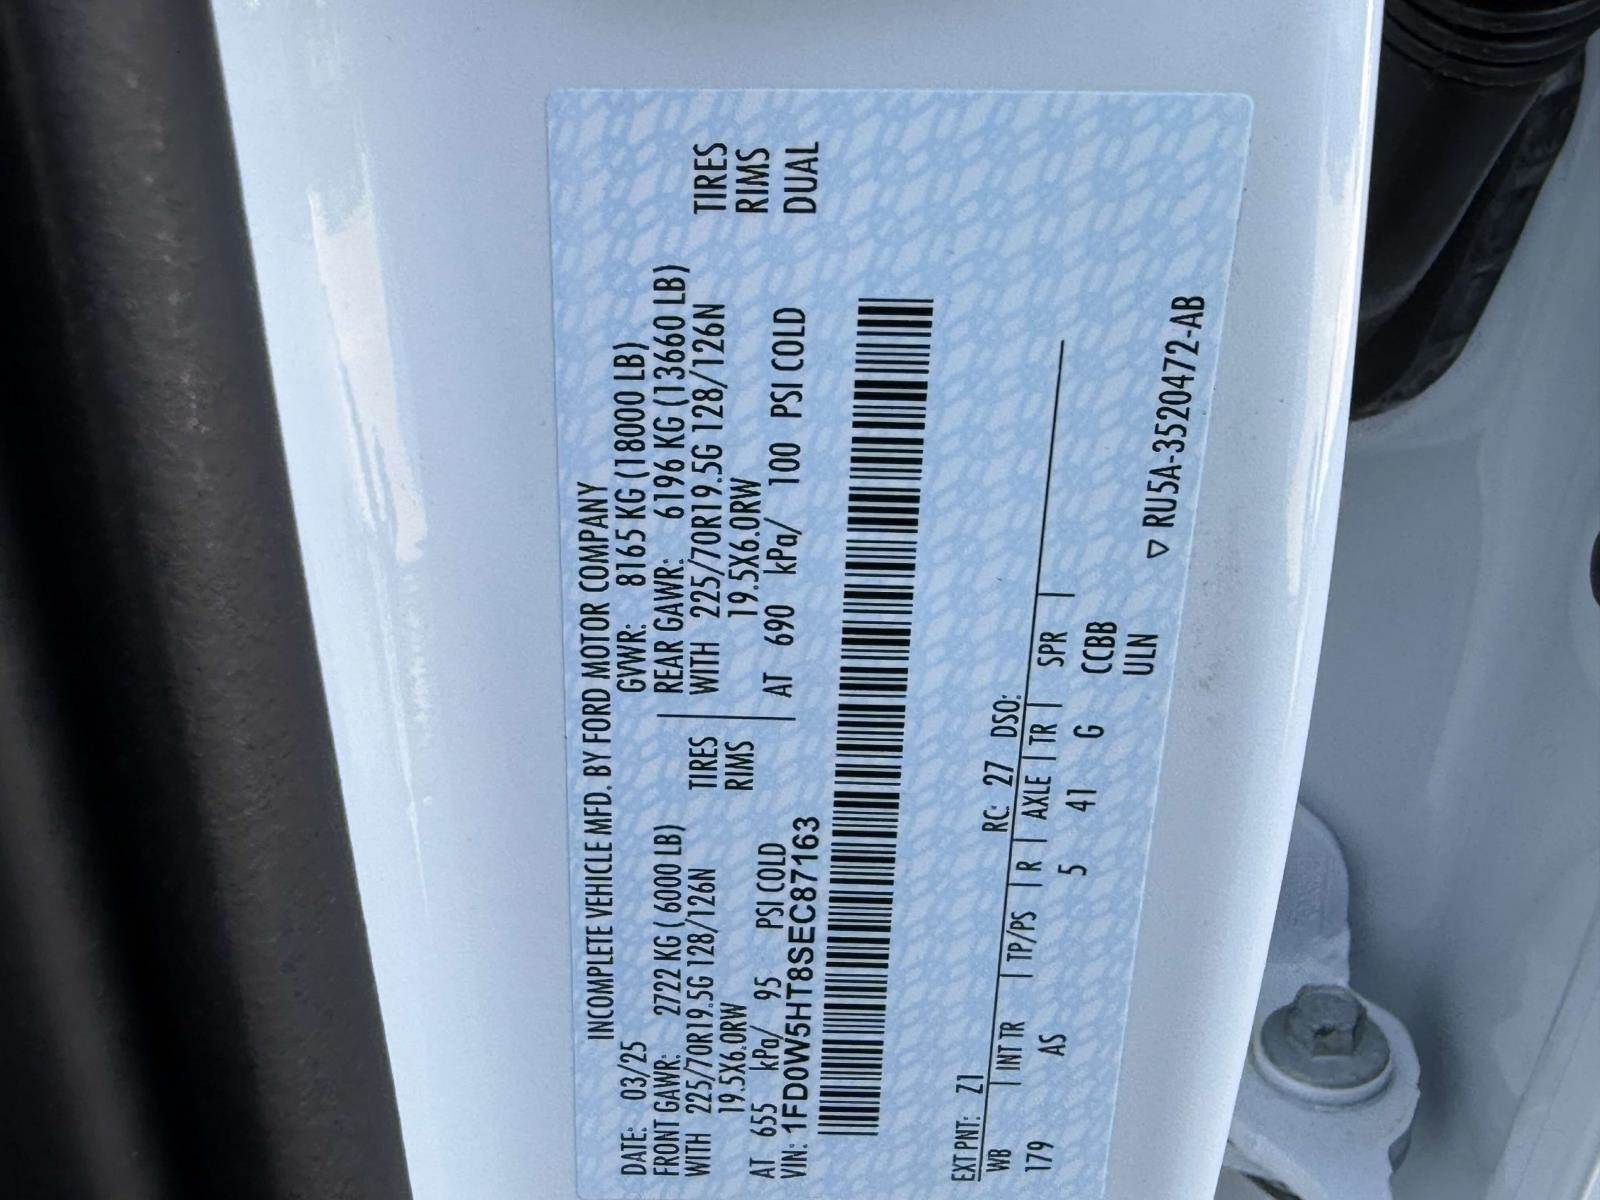 INCOMPLETE VEHICLE MFD. BY FORD MOTOR COMPANY
DATE: 03/25 GVWR: 8165 KG (18000 LB)
FRONT GAWR: 2722 KG ( 6000 LB) REAR GAWR: 6196 KG (13660 LB)
WITH 225/70R19.5G 128/126N TIRES WITH 225/70R19.5G 128/126N TIRES
19.5X6.0RW RIMS 19.5X6.0RW RIMS
AT 655 kPa/ 95 PSI COLD AT 690 kPa/ 100 PSI COLD DUAL
VIN: 1FD0W5HT8SEC87163
EXT PNT: Z1 RC: 27 DSO:
WB | INT TR | TP/PS | R | AXLE | TR | SPR |
179 AS 5 41 G CCBB
ULN
▽ RU5A-3520472-AB